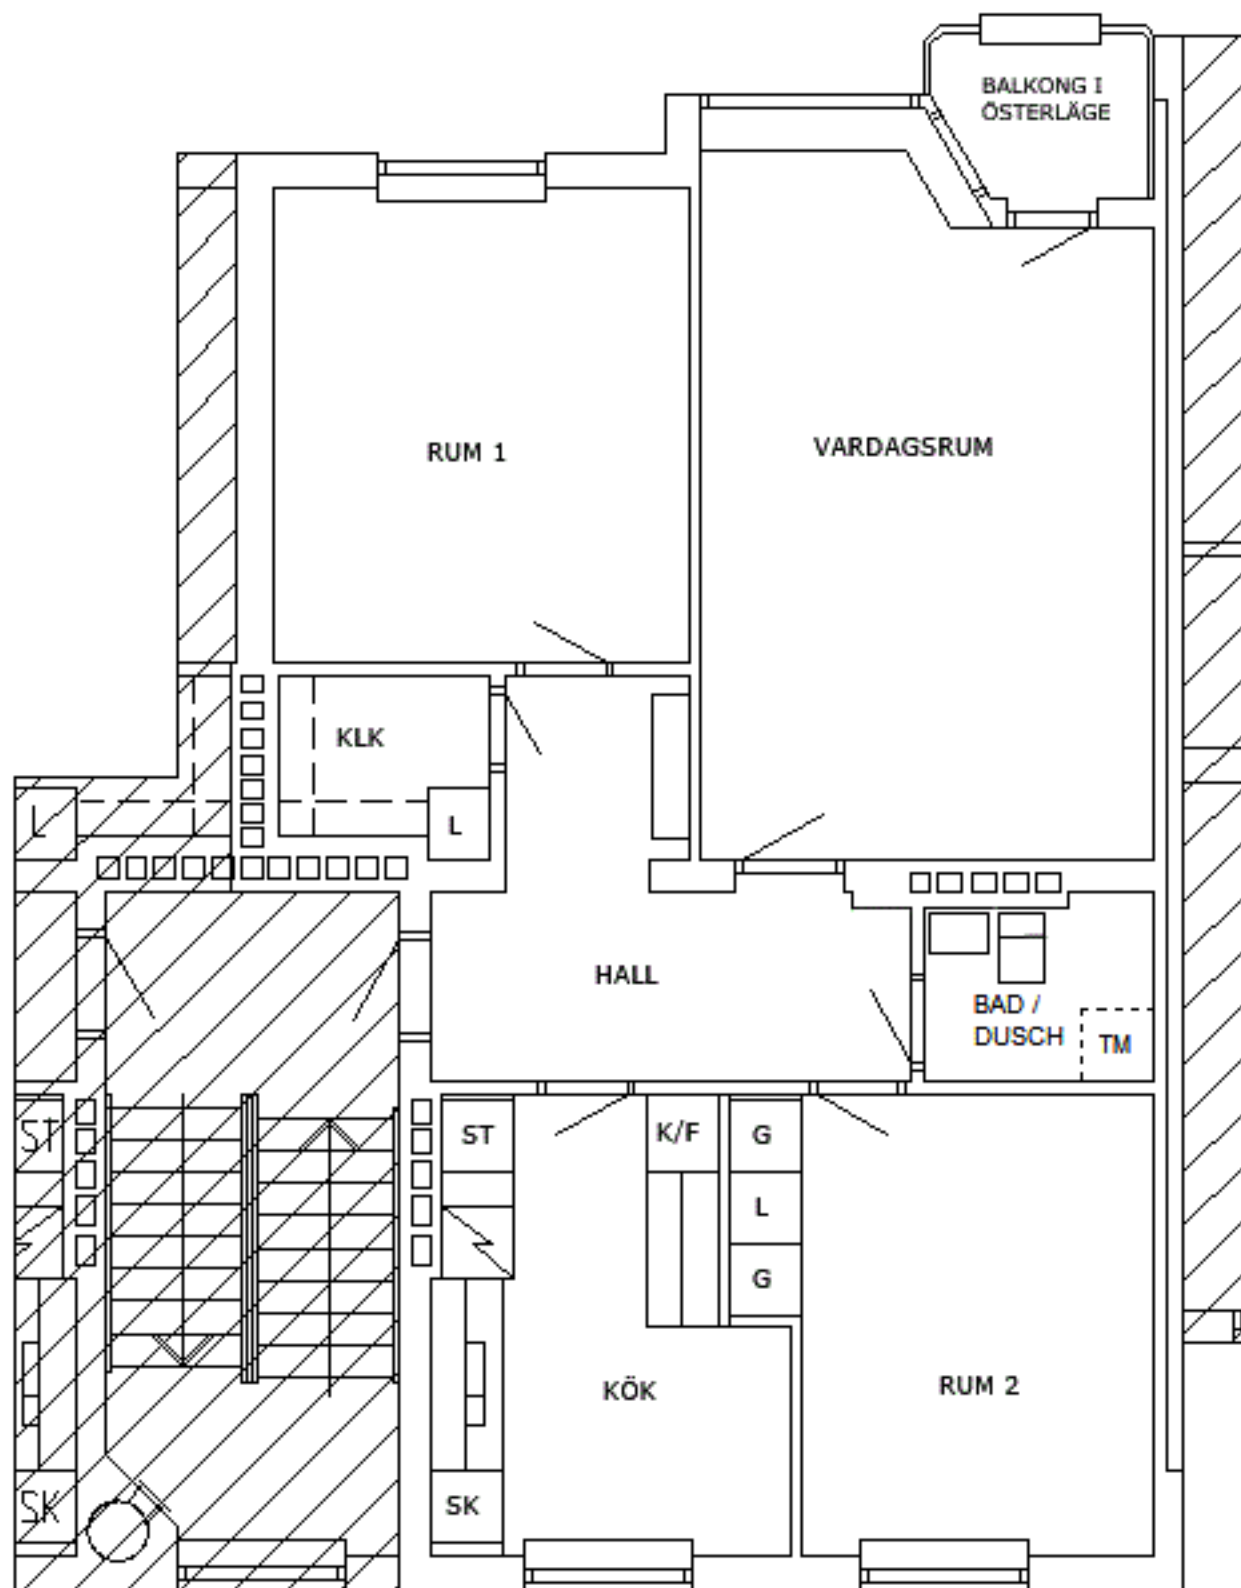 BALKONG I
ÖSTERLÄGE
RUM 1
VARDAGSRUM
KLK
L
L
HALL
BAD /
DUSCH
TM
ST
ST
K/F
G
L
G
KÖK
RUM 2
SK
SK